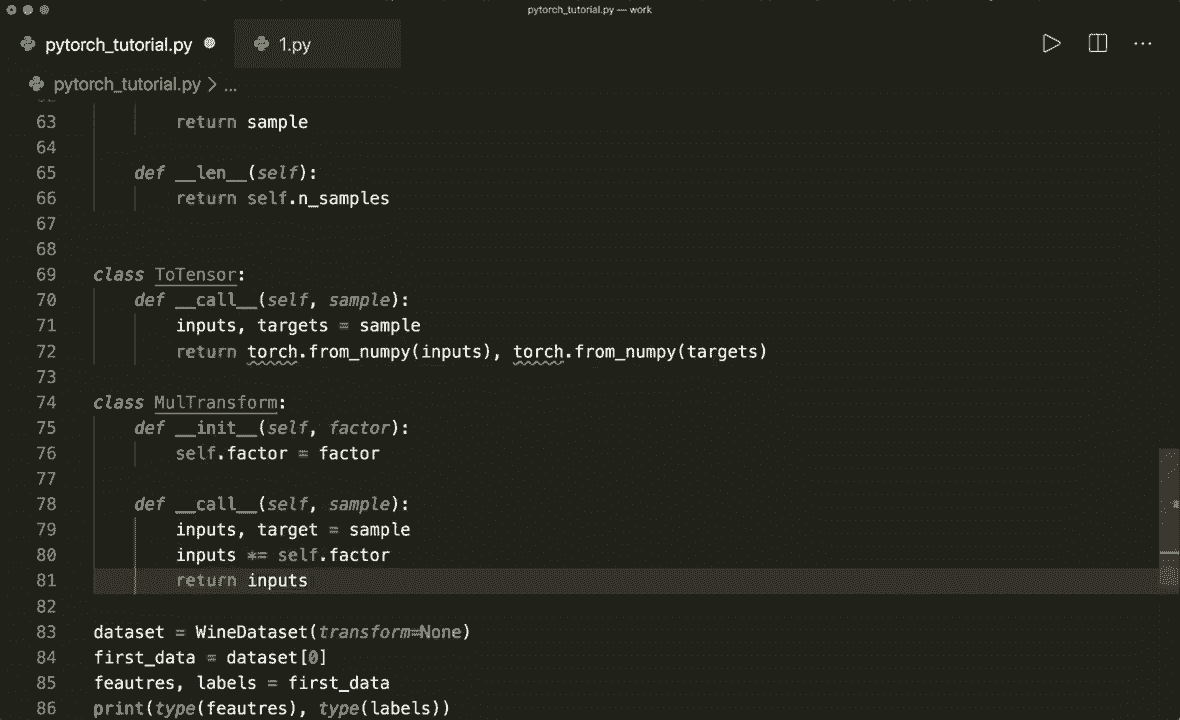 pytorch_tutorial.py — work
pytorch_tutorial.py 1.py
pytorch_tutorial.py > ...
63 return sample
64
65 def __len__(self):
66 return self.n_samples
67
68
69 class ToTensor:
70 def __call__(self, sample):
71 inputs, targets = sample
72 return torch.from_numpy(inputs), torch.from_numpy(targets)
73
74 class MulTransform:
75 def __init__(self, factor):
76 self.factor = factor
77
78 def __call__(self, sample):
79 inputs, target = sample
80 inputs *= self.factor
81 return inputs
82
83 dataset = WineDataset(transform=None)
84 first_data = dataset[0]
85 feautres, labels = first_data
86 print(type(feautres), type(labels))